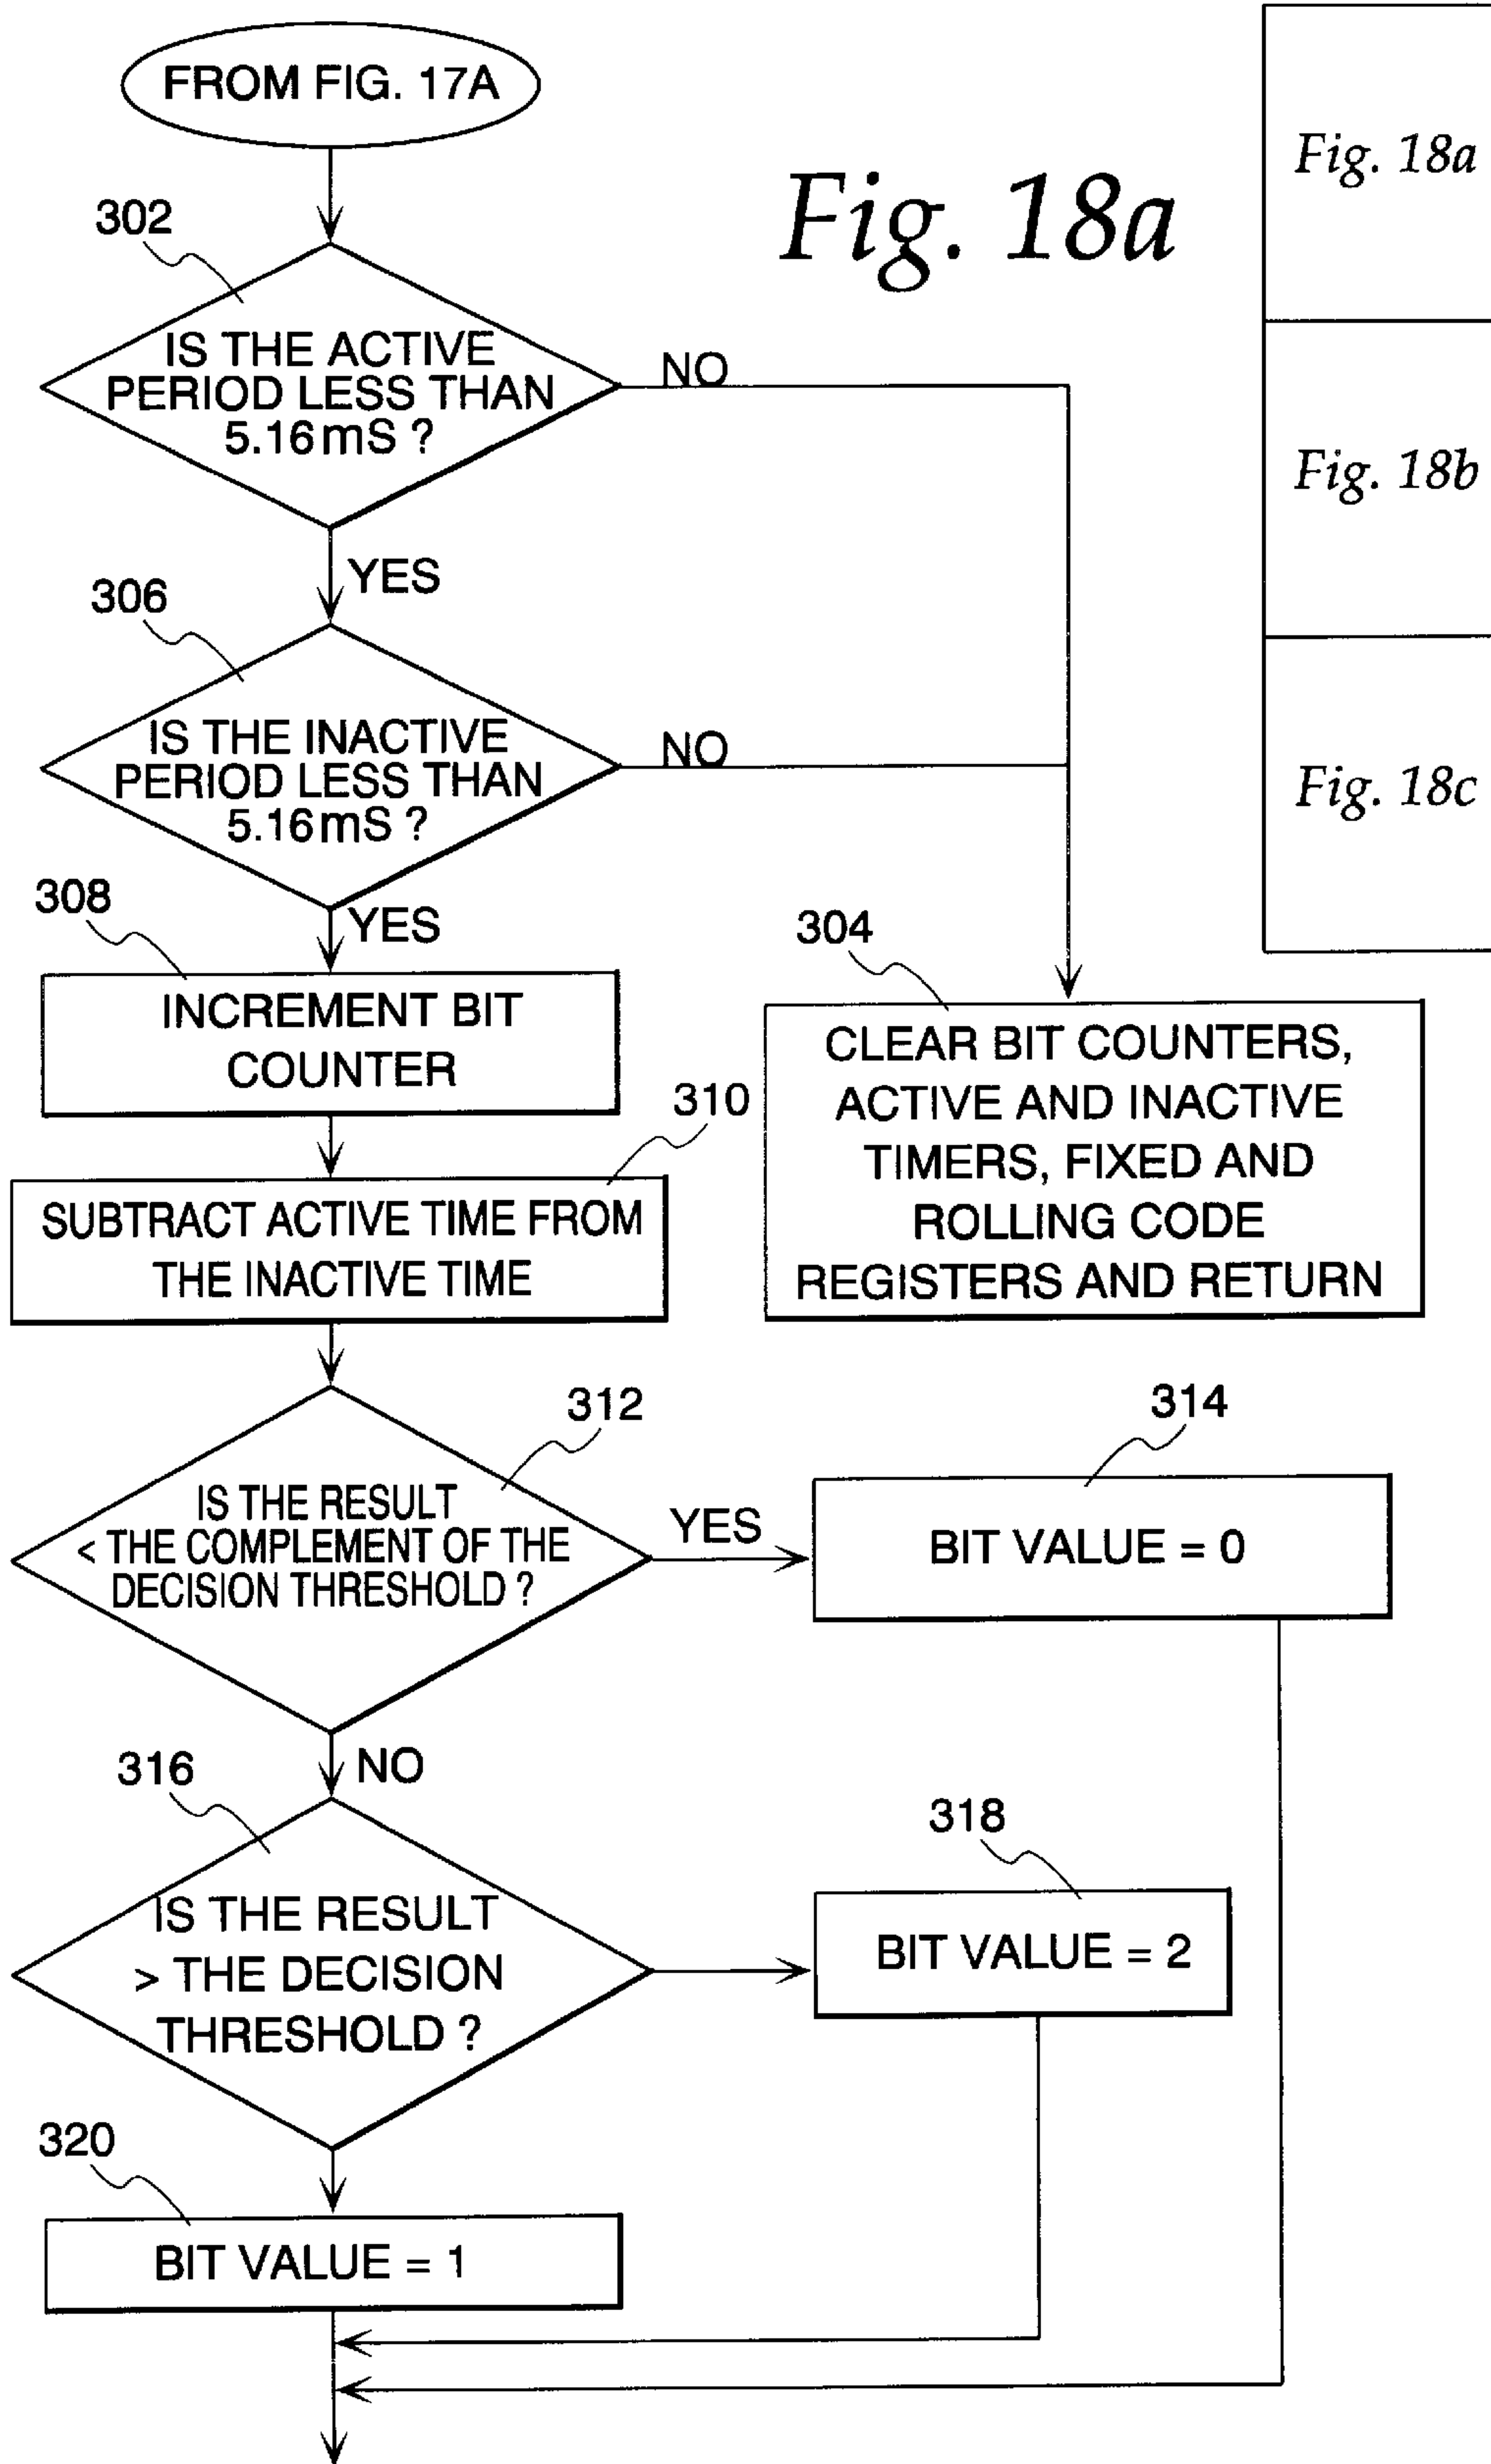 FROM FIG. 17A
Fig. 18a
Fig. 18a
Fig. 18b
Fig. 18c
302
IS THE ACTIVE
PERIOD LESS THAN
5.16mS ?
NO
YES
306
IS THE INACTIVE
PERIOD LESS THAN
5.16mS ?
NO
YES
308
INCREMENT BIT
COUNTER
304
CLEAR BIT COUNTERS,
ACTIVE AND INACTIVE
TIMERS, FIXED AND
ROLLING CODE
REGISTERS AND RETURN
310
SUBTRACT ACTIVE TIME FROM
THE INACTIVE TIME
312
IS THE RESULT
< THE COMPLEMENT OF THE
DECISION THRESHOLD ?
YES
314
BIT VALUE = 0
NO
316
IS THE RESULT
> THE DECISION
THRESHOLD ?
318
BIT VALUE = 2
320
BIT VALUE = 1